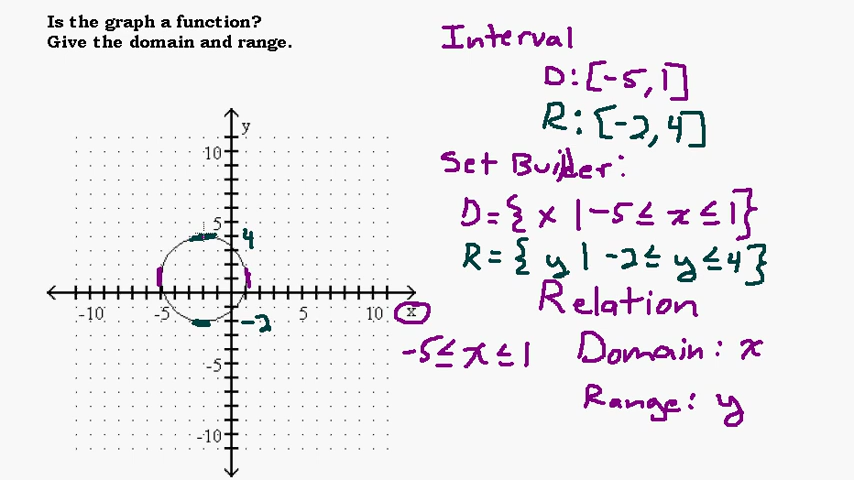 Is the graph a function?
Give the domain and range.
Interval
D: [-5, 1]
R: [-2, 4]
Set Builder:
D = { x | -5 ≤ x ≤ 1 }
R = { y | -2 ≤ y ≤ 4 }
Relation
-5 ≤ x ≤ 1 Domain: x
Range: y
y
10
5
4
-10 -5 5 10 x
-2
-5
-10